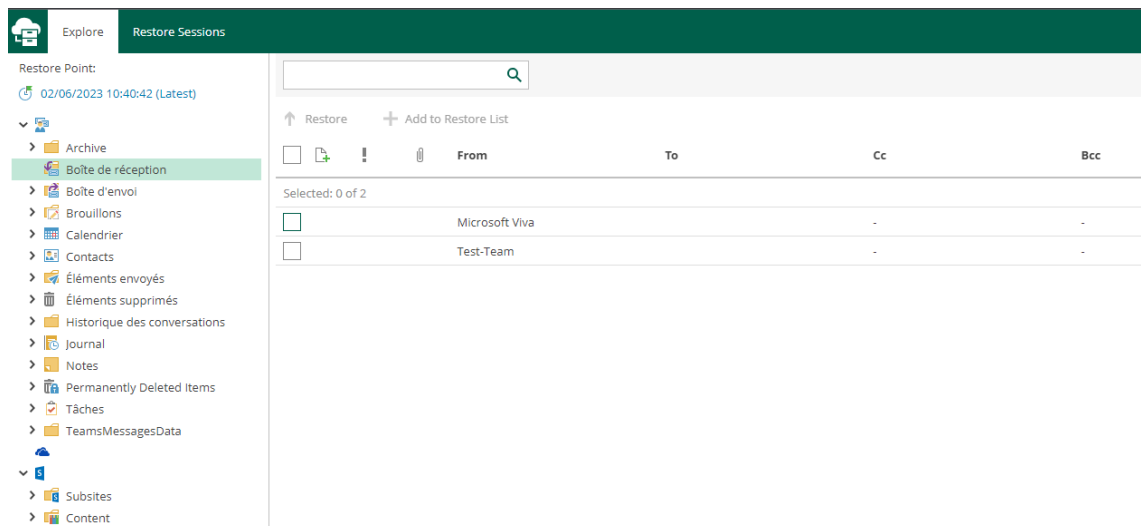 Explore Restore Sessions
Restore Point:
02/06/2023 10:40:42 (Latest)
Archive
Boîte de réception
Boîte d'envoi
Brouillons
Calendrier
Contacts
Éléments envoyés
Éléments supprimés
Historique des conversations
Journal
Notes
Permanently Deleted Items
Tâches
TeamsMessagesData
Subsites
Content
Restore Add to Restore List
From To Cc Bcc
Selected: 0 of 2
Microsoft Viva - -
Test-Team - -